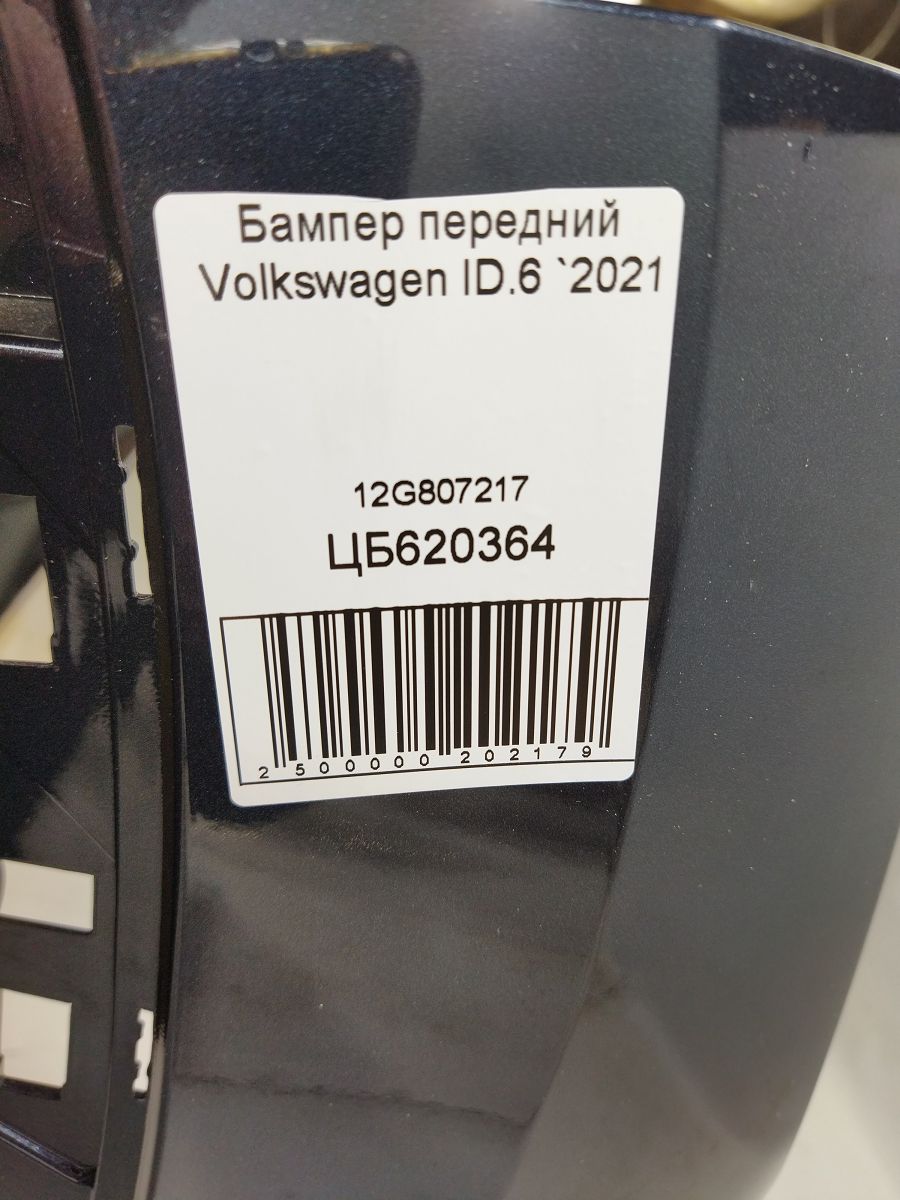 Бампер передний
Volkswagen ID.6 `2021
12G807217
ЦБ620364
2 500000 202179